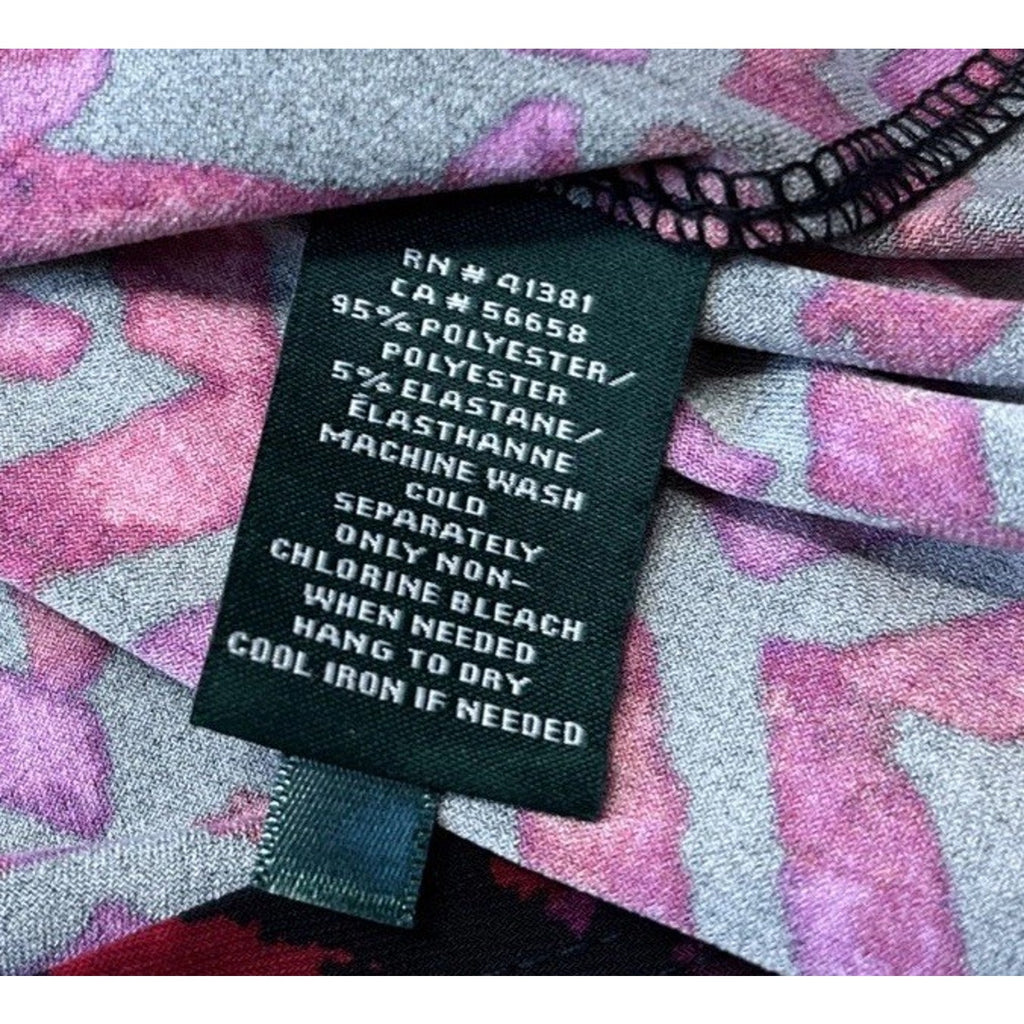 RN # 41381
CA # 56658
95% POLYESTER/
POLYESTER
5% ELASTANE/
ÉLASTHANNE
MACHINE WASH
COLD
SEPARATELY
ONLY NON-
CHLORINE BLEACH
WHEN NEEDED
HANG TO DRY
COOL IRON IF NEEDED